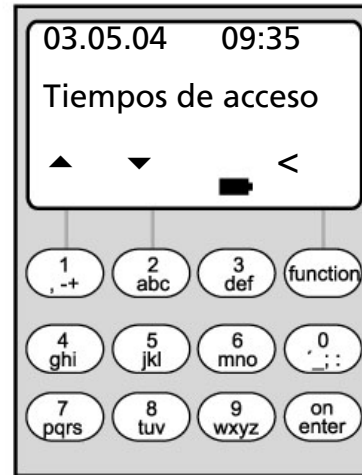 03.05.04 09:35
Tiempos de acceso
<
1 2 3 function
, -+ abc def
4 5 6 0
ghi jkl mno ´_; :
7 8 9 on
pqrs tuv wxyz enter